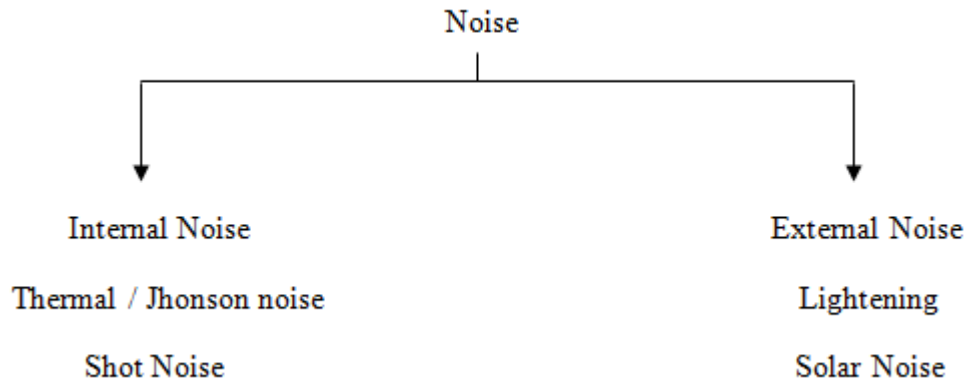 Noise
Internal Noise
External Noise
Thermal / Jhonson noise
Lightening
Shot Noise
Solar Noise